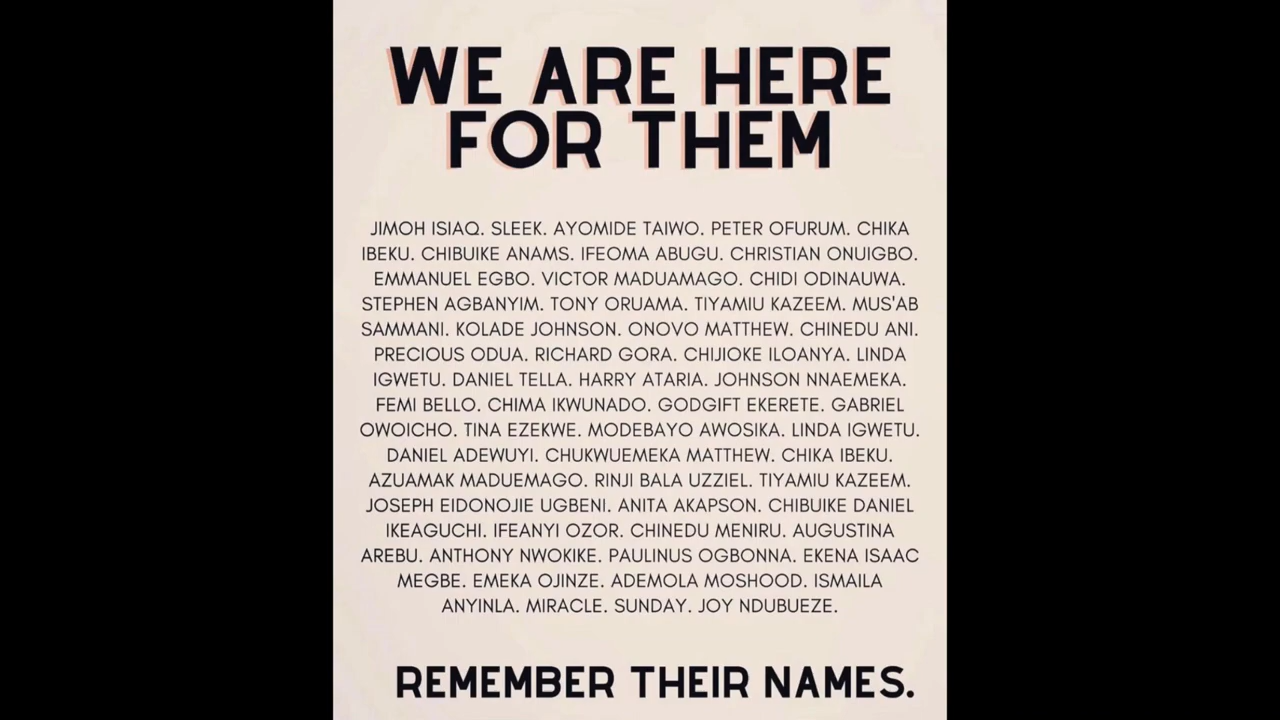 WE ARE HERE
FOR THEM
JIMOH ISIAQ. SLEEK. AYOMIDE TAIWO. PETER OFURUM. CHIKA
IBEKU. CHIBUIKE ANAMS. IFEOMA ABUGU. CHRISTIAN ONUIGBO.
EMMANUEL EGBO. VICTOR MADUAMAGO. CHIDI ODINAUWA.
STEPHEN AGBANYIM. TONY ORUAMA. TIYAMIU KAZEEM. MUS'AB
SAMMANI. KOLADE JOHNSON. ONOVO MATTHEW. CHINEDU ANI.
PRECIOUS ODUA. RICHARD GORA. CHIJIOKE ILOANYA. LINDA
IGWETU. DANIEL TELLA. HARRY ATARIA. JOHNSON NNAEMEKA.
FEMI BELLO. CHIMA IKWUNADO. GODGIFT EKERETE. GABRIEL
OWOICHO. TINA EZEKWE. MODEBAYO AWOSIKA. LINDA IGWETU.
DANIEL ADEWUYI. CHUKWUEMEKA MATTHEW. CHIKA IBEKU.
AZUAMAK MADUEMAGO. RINJI BALA UZZIEL. TIYAMIU KAZEEM.
JOSEPH EIDONOJIE UGBENI. ANITA AKAPSON. CHIBUIKE DANIEL
IKEAGUCHI. IFEANYI OZOR. CHINEDU MENIRU. AUGUSTINA
AREBU. ANTHONY NWOKIKE. PAULINUS OGBONNA. EKENA ISAAC
MEGBE. EMEKA OJINZE. ADEMOLA MOSHOOD. ISMAILA
ANYINLA. MIRACLE. SUNDAY. JOY NDUBUEZE.
REMEMBER THEIR NAMES.